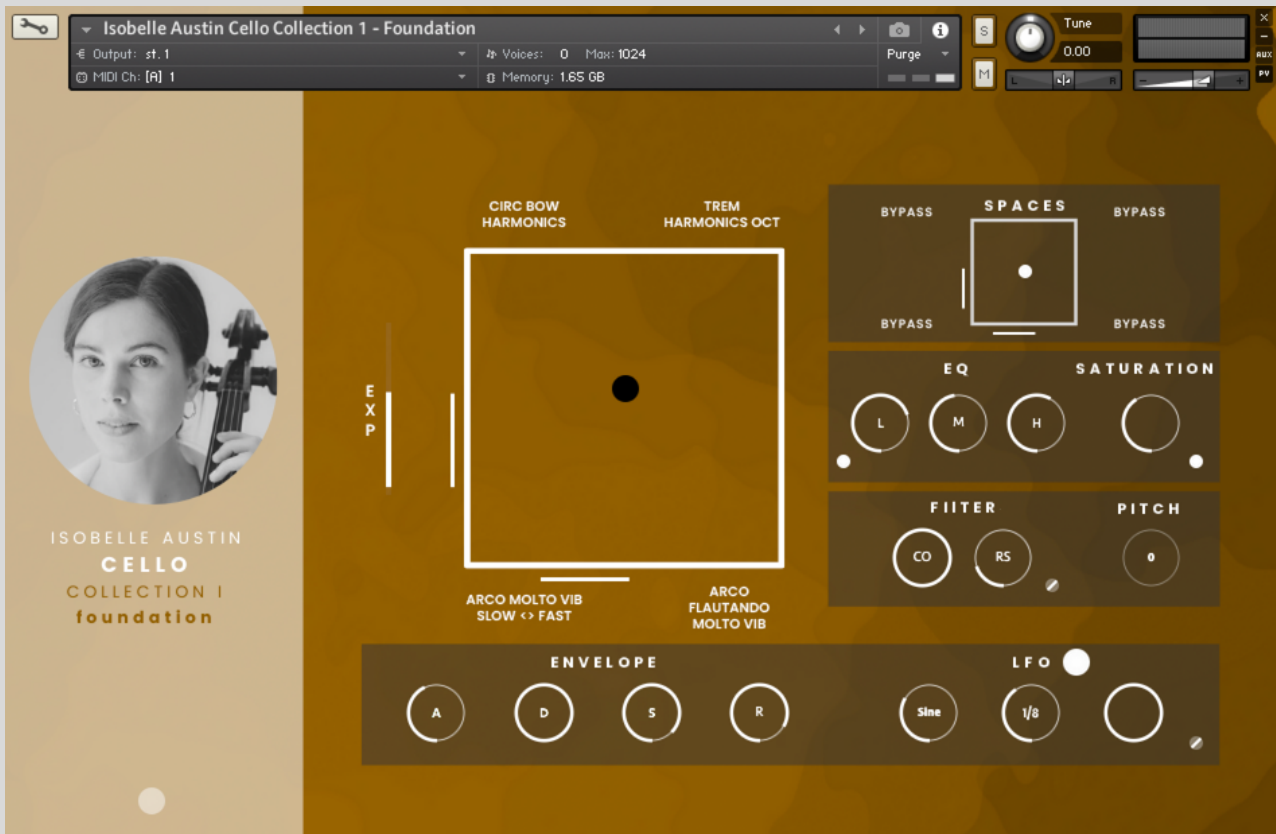 Isobelle Austin Cello Collection 1 - Foundation
Output: st. 1
Voices: 0 Max: 1024
Purge
MIDI Ch: [A] 1
Memory: 1.65 GB
S
M
Tune
0.00
L
R
-
+
×
-
AUX
PV
ISOBELLE AUSTIN
CELLO
COLLECTION I
foundation
EXP
CIRC BOW
HARMONICS
TREM
HARMONICS OCT
ARCO MOLTO VIB
SLOW <> FAST
ARCO
FLAUTANDO
MOLTO VIB
SPACES
BYPASS
BYPASS
BYPASS
BYPASS
EQ
L
M
H
SATURATION
FIITER
CO
RS
PITCH
0
ENVELOPE
A
D
S
R
LFO
Sine
1/8